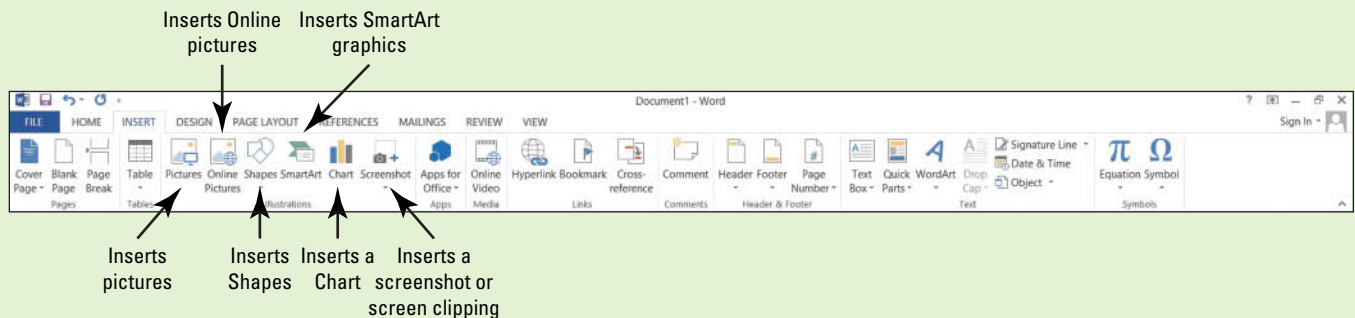 Inserts Online pictures
Inserts SmartArt graphics
Document1 - Word
? 
Sign In
FILE HOME INSERT DESIGN PAGE LAYOUT REFERENCES MAILINGS REVIEW VIEW
Cover Page
Blank Page
Page Break
Pages
Table
Tables
Pictures
Online Pictures
Shapes
SmartArt
Chart
Screenshot
Illustrations
Apps for Office
Apps
Online Video
Media
Hyperlink
Bookmark
Cross-reference
Links
Comment
Comments
Header
Footer
Page Number
Header & Footer
Text Box
Quick Parts
WordArt
Drop Cap
Signature Line
Date & Time
Object
Text
π
Equation
Ω
Symbol
Symbols
Inserts pictures
Inserts Shapes
Inserts a Chart
Inserts a screenshot or screen clipping